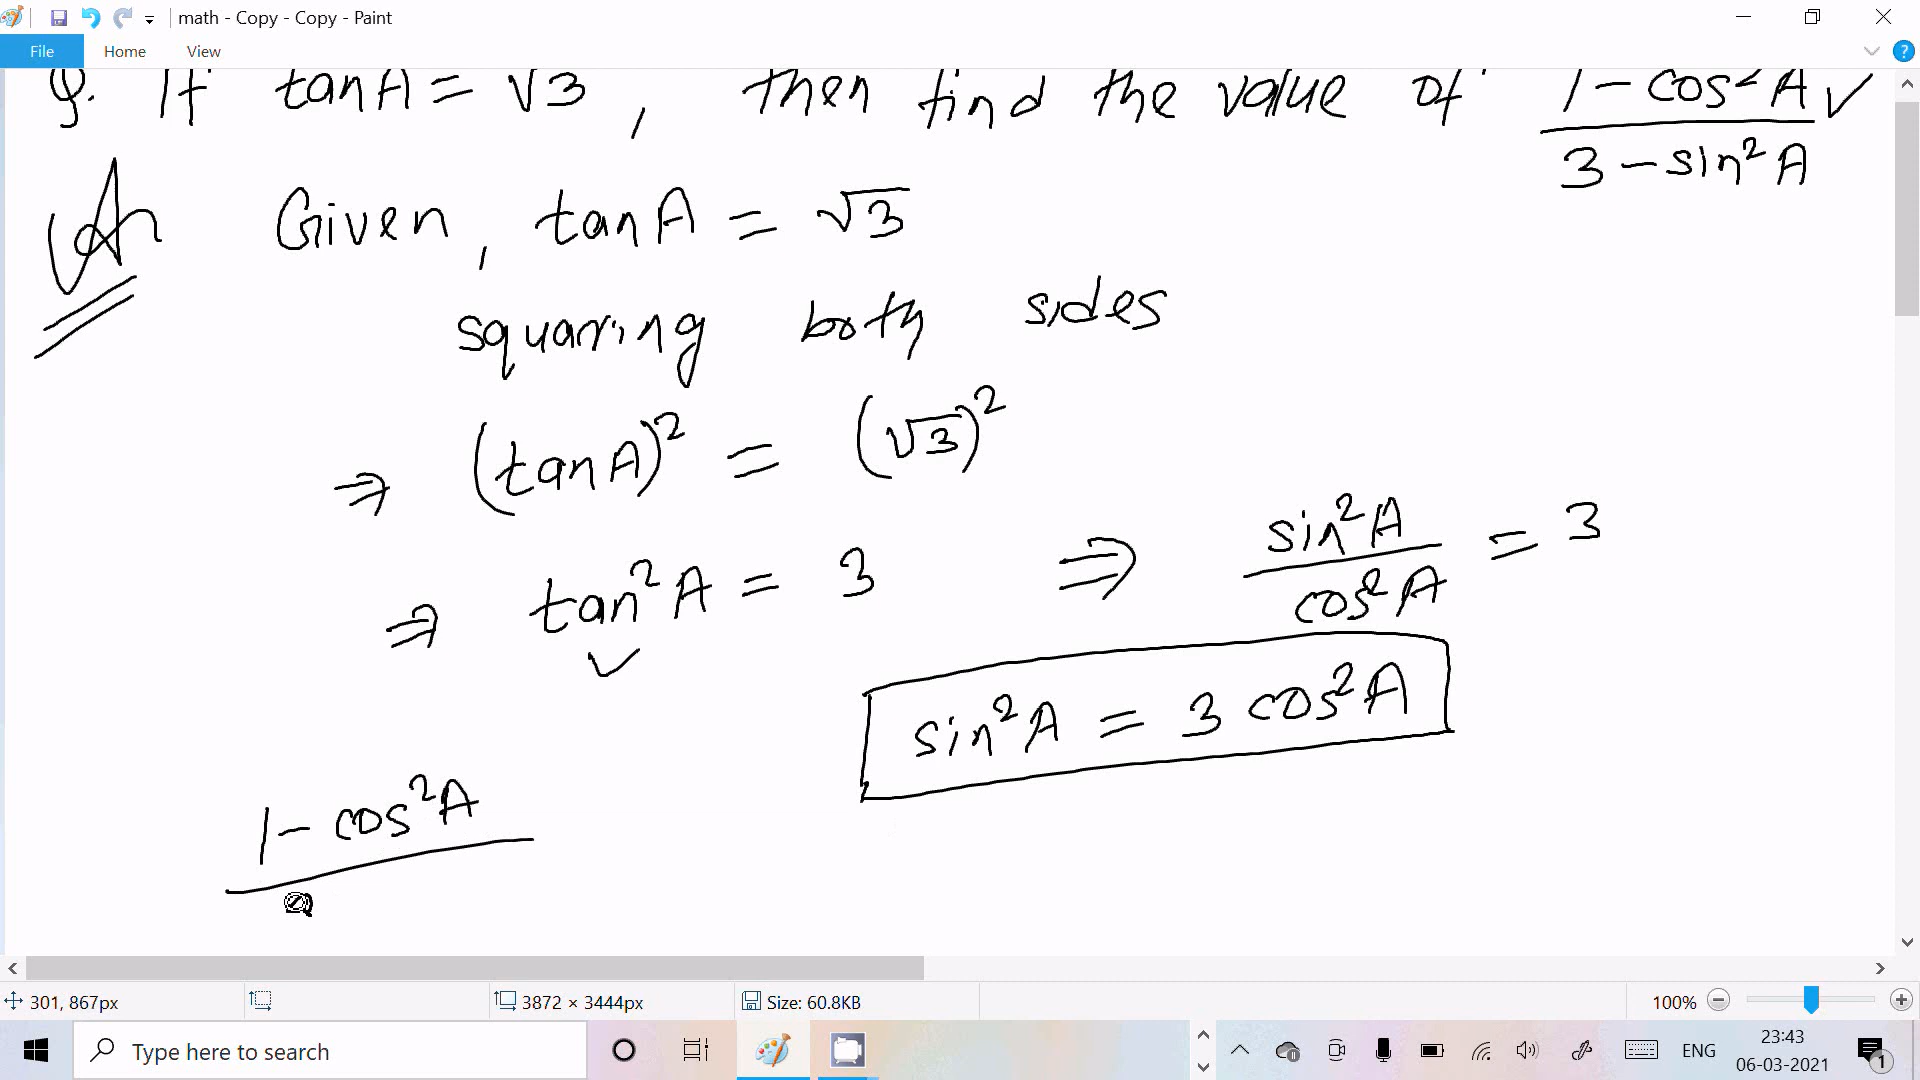 math - Copy - Copy - Paint
File Home View
Q. If tanA = √3, then find the value of (1 - cos²A)/(3 - sin²A) ✓
Given, tanA = √3
squaring both sides
⇒ (tanA)² = (√3)²
⇒ tan²A = 3 ⇒ sin²A/cos²A = 3
sin²A = 3 cos²A
1 - cos²A
301, 867px 3872 × 3444px Size: 60.8KB 100%
Type here to search ENG 23:43
06-03-2021 1